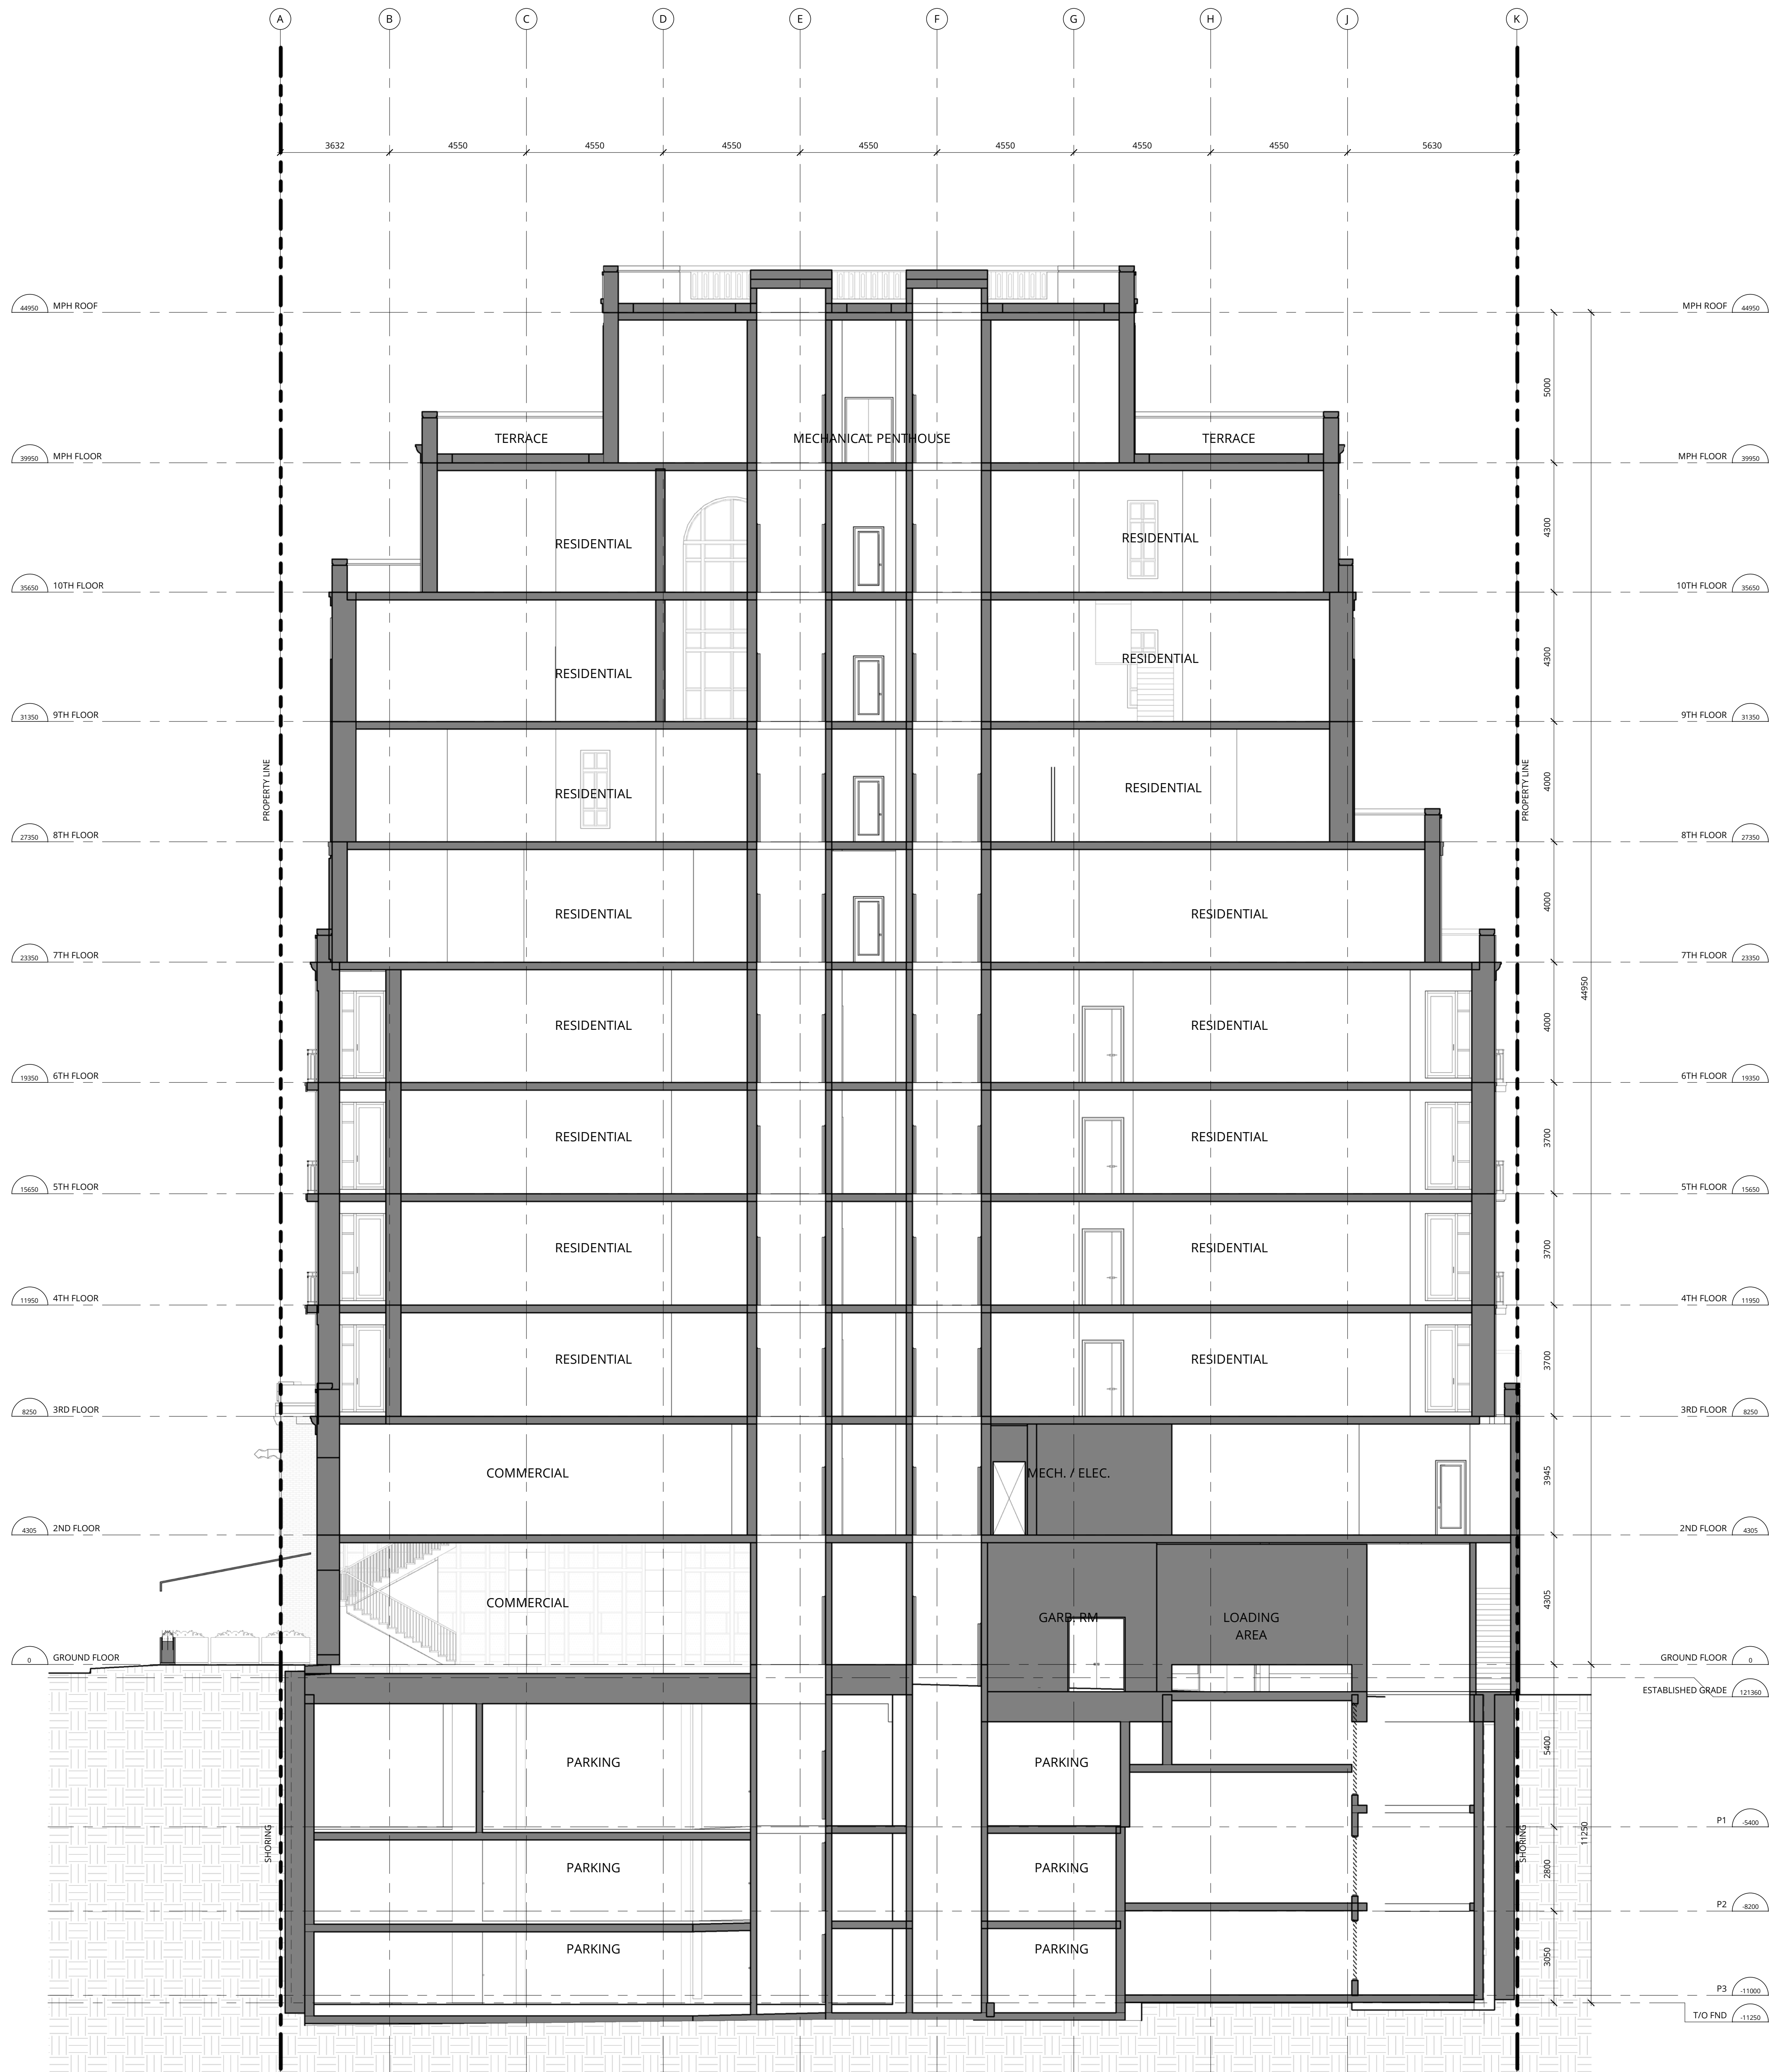 A B C D E F G H J K
3632 4550 4550 4550 4550 4550 4550 4550 5630
44950 MPH ROOF MPH ROOF 44950
5000
TERRACE MECHANICAL PENTHOUSE TERRACE
39950 MPH FLOOR MPH FLOOR 39950
4300
RESIDENTIAL RESIDENTIAL
35650 10TH FLOOR 10TH FLOOR 35650
4300
RESIDENTIAL RESIDENTIAL
31350 9TH FLOOR 9TH FLOOR 31350
PROPERTY LINE PROPERTY LINE
4000
RESIDENTIAL RESIDENTIAL
27350 8TH FLOOR 8TH FLOOR 27350
4000
RESIDENTIAL RESIDENTIAL
23350 7TH FLOOR 7TH FLOOR 23350
44950
4000
RESIDENTIAL RESIDENTIAL
19350 6TH FLOOR 6TH FLOOR 19350
3700
RESIDENTIAL RESIDENTIAL
15650 5TH FLOOR 5TH FLOOR 15650
3700
RESIDENTIAL RESIDENTIAL
11950 4TH FLOOR 4TH FLOOR 11950
3700
RESIDENTIAL RESIDENTIAL
8250 3RD FLOOR 3RD FLOOR 8250
3945
COMMERCIAL MECH. / ELEC.
4305 2ND FLOOR 2ND FLOOR 4305
4305
COMMERCIAL GARB. RM LOADING
AREA
0 GROUND FLOOR GROUND FLOOR 0
ESTABLISHED GRADE 121360
5400
PARKING PARKING
P1 -5400
SHORING SHORING
11250
2800
PARKING PARKING
P2 -8200
3050
PARKING PARKING
P3 -11000
T/O FND -11250